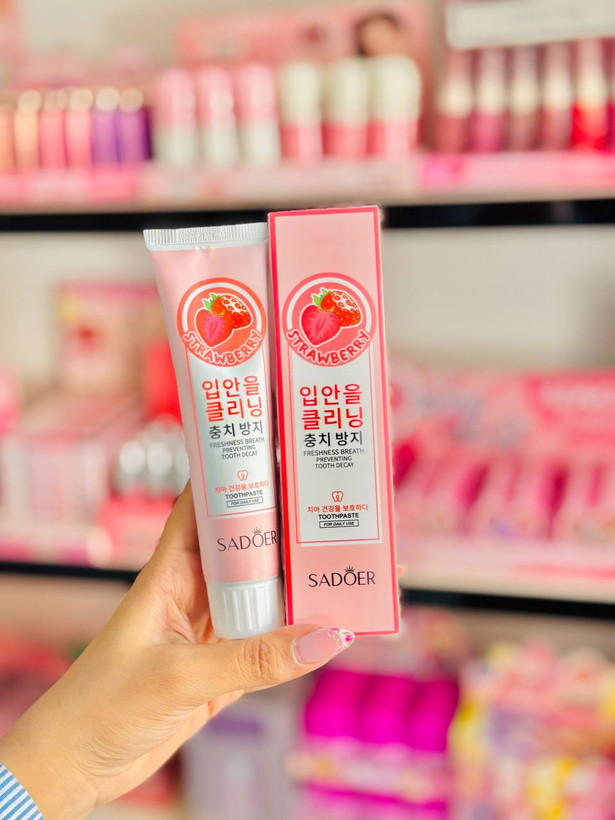 STRAWBERRY
입안을
클리닝
충치 방지
FRESHNESS BREATH
PREVENTING
TOOTH DECAY
치아 건강을 보호하다
TOOTHPASTE
FOR DAILY USE
SADOER
STRAWBERRY
입안을
클리닝
충치 방지
FRESHNESS BREATH
PREVENTING
TOOTH DECAY
치아 건강을 보호하다
TOOTHPASTE
FOR DAILY USE
SADOER